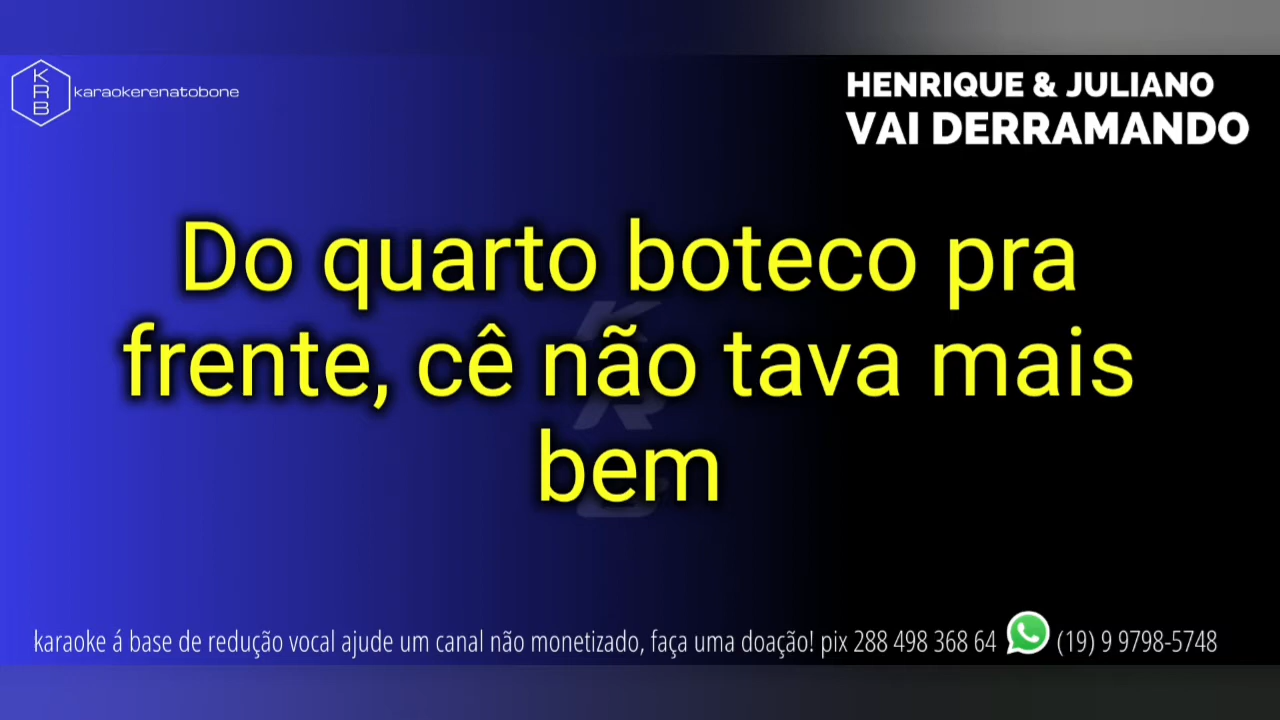 KRB
karaokerenatobone
HENRIQUE & JULIANO
VAI DERRAMANDO
Do quarto boteco pra
frente, cê não tava mais
bem
karaoke á base de redução vocal ajude um canal não monetizado, faça uma doação! pix 288 498 368 64 (19) 9 9798-5748